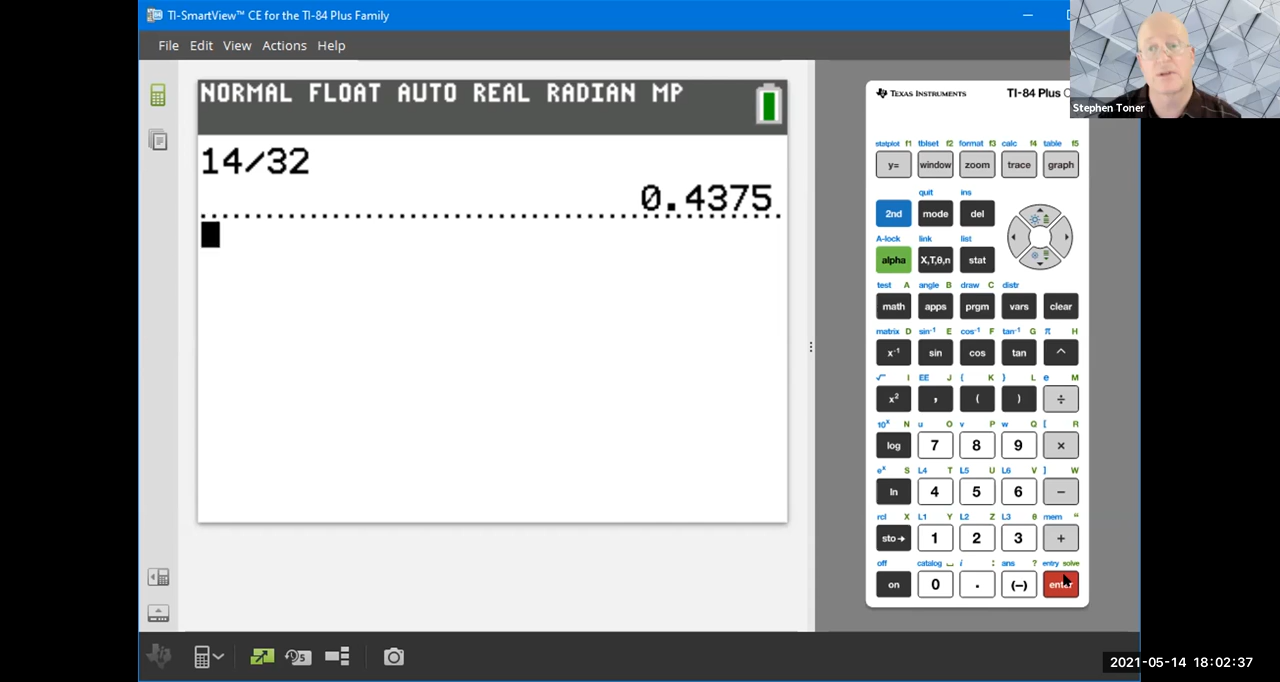 TI-SmartView™ CE for the TI-84 Plus Family
File Edit View Actions Help
NORMAL FLOAT AUTO REAL RADIAN MP
14/32
0.4375
TEXAS INSTRUMENTS TI-84 Plus C
Stephen Toner
statplot f1 tblset f2 format f3 calc f4 table f5
y= window zoom trace graph
quit ins
2nd mode del
A-lock link list
alpha X,T,θ,n stat
test A angle B draw C distr
math apps prgm vars clear
matrix D sin⁻¹ E cos⁻¹ F tan⁻¹ G π H
x⁻¹ sin cos tan ^
√‾ I EE J { K } L e M
x² , ( ) ÷
10ˣ N u O v P w Q [ R
log 7 8 9 ×
eˣ S L4 T L5 U L6 V ] W
ln 4 5 6 −
rcl X L1 Y L2 Z L3 θ mem "
sto→ 1 2 3 +
off catalog ⎵ i : ans ? entry solve
on 0 . (−) enter
5
2021-05-14 18:02:37